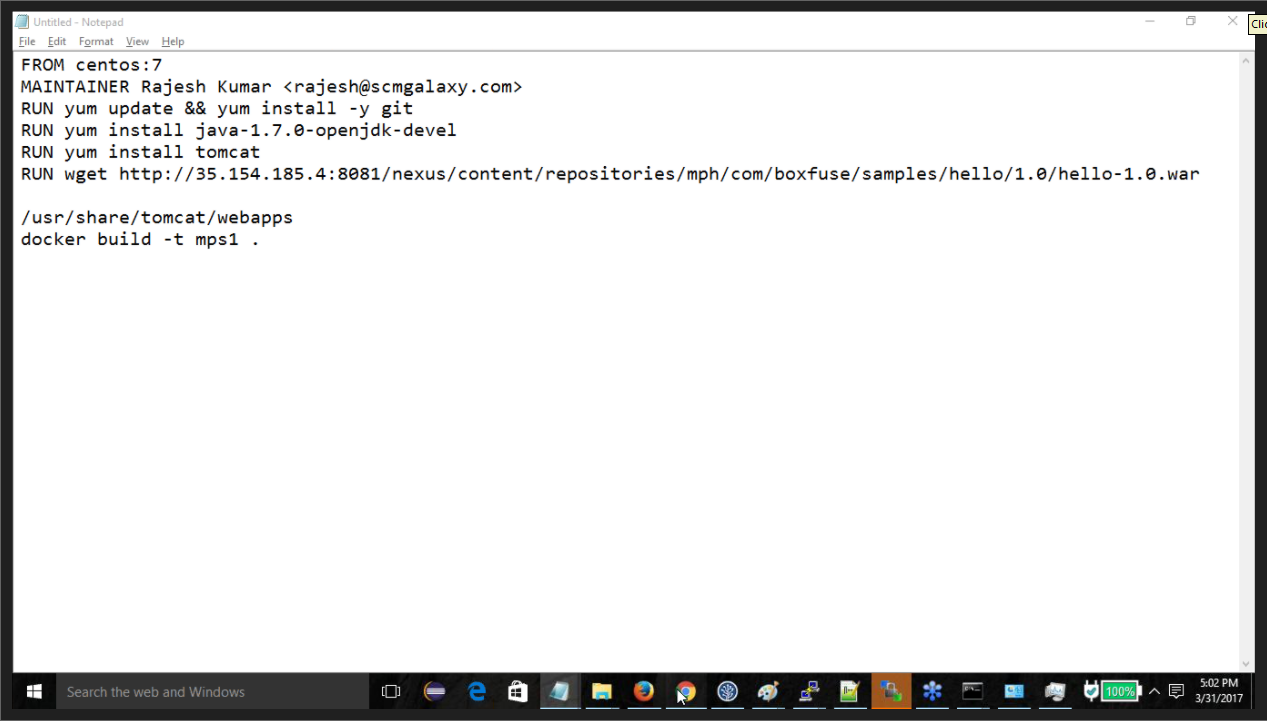 Untitled - Notepad
Clic
File Edit Format View Help
FROM centos:7
MAINTAINER Rajesh Kumar <rajesh@scmgalaxy.com>
RUN yum update && yum install -y git
RUN yum install java-1.7.0-openjdk-devel
RUN yum install tomcat
RUN wget http://35.154.185.4:8081/nexus/content/repositories/mph/com/boxfuse/samples/hello/1.0/hello-1.0.war
/usr/share/tomcat/webapps
docker build -t mps1 .
Search the web and Windows
100%
5:02 PM
3/31/2017